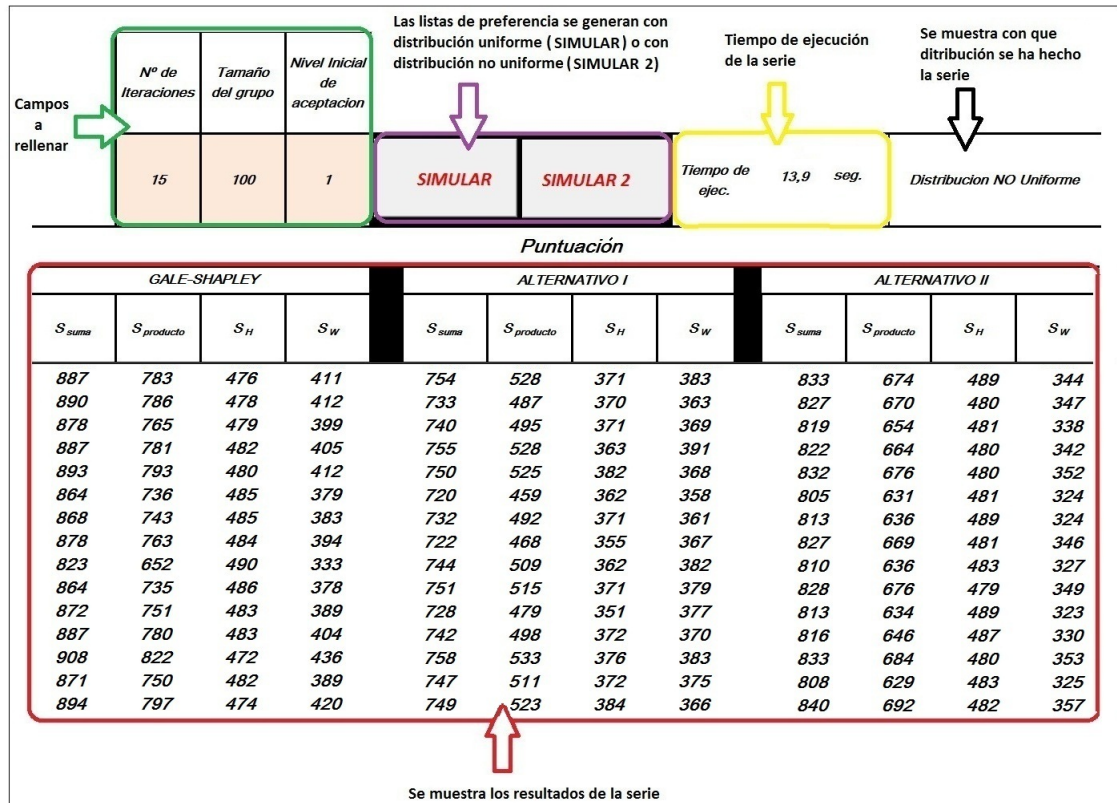 Las listas de preferencia se generan con
distribución uniforme (SIMULAR) o con
distribución no uniforme (SIMULAR 2)
Tiempo de ejecución
de la serie
Se muestra con que
ditribución se ha hecho
la serie
Campos
a
rellenar
Nº de
Iteraciones
Tamaño
del grupo
Nivel Inicial
de
aceptacion
15 100 1
SIMULAR SIMULAR 2
Tiempo de
ejec.
13,9 seg.
Distribucion NO Uniforme
Puntuación
GALE-SHAPLEY ALTERNATIVO I ALTERNATIVO II
S suma S producto S H S W S suma S producto S H S W S suma S producto S H S W
887 783 476 411 754 528 371 383 833 674 489 344
890 786 478 412 733 487 370 363 827 670 480 347
878 765 479 399 740 495 371 369 819 654 481 338
887 781 482 405 755 528 363 391 822 664 480 342
893 793 480 412 750 525 382 368 832 676 480 352
864 736 485 379 720 459 362 358 805 631 481 324
868 743 485 383 732 492 371 361 813 636 489 324
878 763 484 394 722 468 355 367 827 669 481 346
823 652 490 333 744 509 362 382 810 636 483 327
864 735 486 378 751 515 371 379 828 676 479 349
872 751 483 389 728 479 351 377 813 634 489 323
887 780 483 404 742 498 372 370 816 646 487 330
908 822 472 436 758 533 376 383 833 684 480 353
871 750 482 389 747 511 372 375 808 629 483 325
894 797 474 420 749 523 384 366 840 692 482 357
Se muestra los resultados de la serie